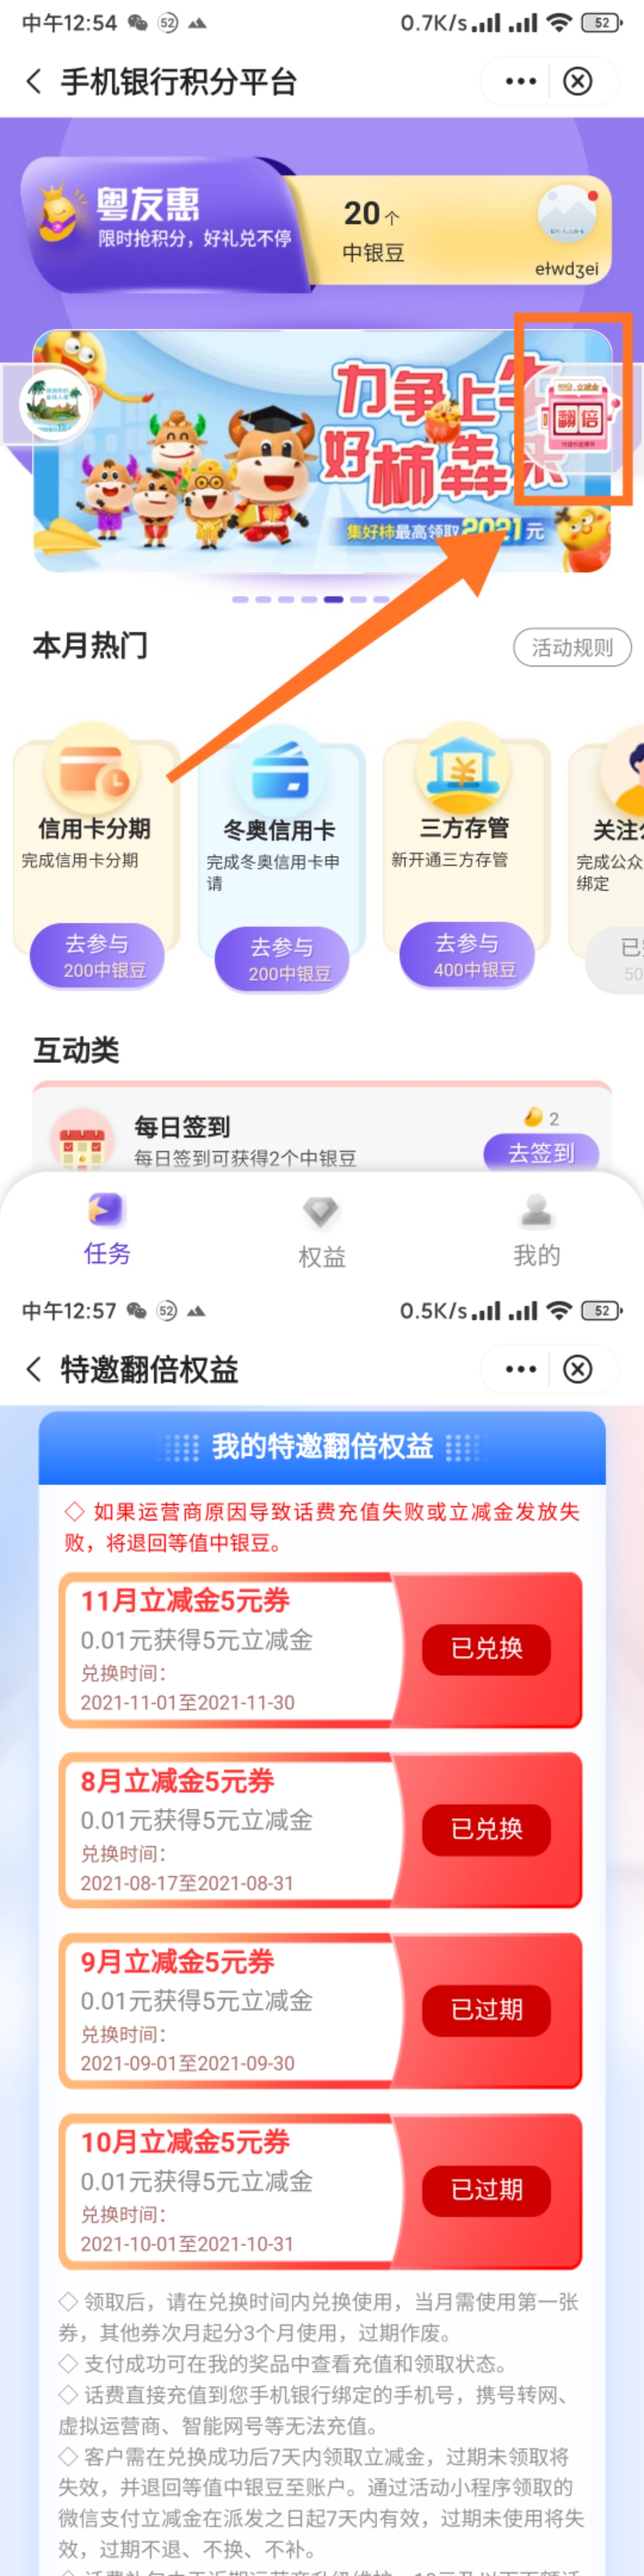 中午12:54
52
0.7K/s
52
手机银行积分平台
粤友惠
限时抢积分，好礼兑不停
20个
中银豆
力争上牛
好柿犇来
集好柿最高领取2021元
立减金
翻倍
本月热门
活动规则
信用卡分期
完成信用卡分期
去参与
200中银豆
冬奥信用卡
完成冬奥信用卡申
请
去参与
200中银豆
三方存管
新开通三方存管
去参与
400中银豆
关注
完成公众
绑定
已
50
互动类
每日签到
每日签到可获得2个中银豆
2
去签到
任务
权益
我的
中午12:57
52
0.5K/s
52
特邀翻倍权益
我的特邀翻倍权益
◇ 如果运营商原因导致话费充值失败或立减金发放失
败，将退回等值中银豆。
11月立减金5元券
0.01元获得5元立减金
兑换时间：
2021-11-01至2021-11-30
已兑换
8月立减金5元券
0.01元获得5元立减金
兑换时间：
2021-08-17至2021-08-31
已兑换
9月立减金5元券
0.01元获得5元立减金
兑换时间：
2021-09-01至2021-09-30
已过期
10月立减金5元券
0.01元获得5元立减金
兑换时间：
2021-10-01至2021-10-31
已过期
◇ 领取后，请在兑换时间内兑换使用，当月需使用第一张
券，其他券次月起分3个月使用，过期作废。
◇ 支付成功可在我的奖品中查看充值和领取状态。
◇ 话费直接充值到您手机银行绑定的手机号，携号转网、
虚拟运营商、智能网号等无法充值。
◇ 客户需在兑换成功后7天内领取立减金，过期未领取将
失效，并退回等值中银豆至账户。通过活动小程序领取的
微信支付立减金在派发之日起7天内有效，过期未使用将失
效，过期不退、不换、不补。